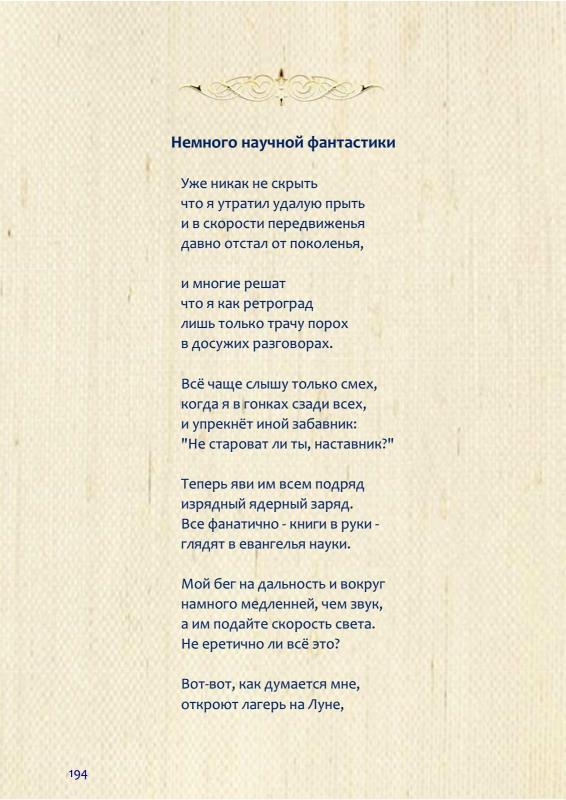 Немного научной фантастики
Уже никак не скрыть
что я утратил удалую прыть
и в скорости передвиженья
давно отстал от поколенья,
и многие решат
что я как ретроград
лишь только трачу порох
в досужих разговорах.
Всё чаще слышу только смех,
когда я в гонках сзади всех,
и упрекнёт иной забавник:
"Не староват ли ты, наставник?"
Теперь яви им всем подряд
изрядный ядерный заряд.
Все фанатично - книги в руки -
глядят в евангелья науки.
Мой бег на дальность и вокруг
намного медленней, чем звук,
а им подайте скорость света.
Не еретично ли всё это?
Вот-вот, как думается мне,
откроют лагерь на Луне,
194